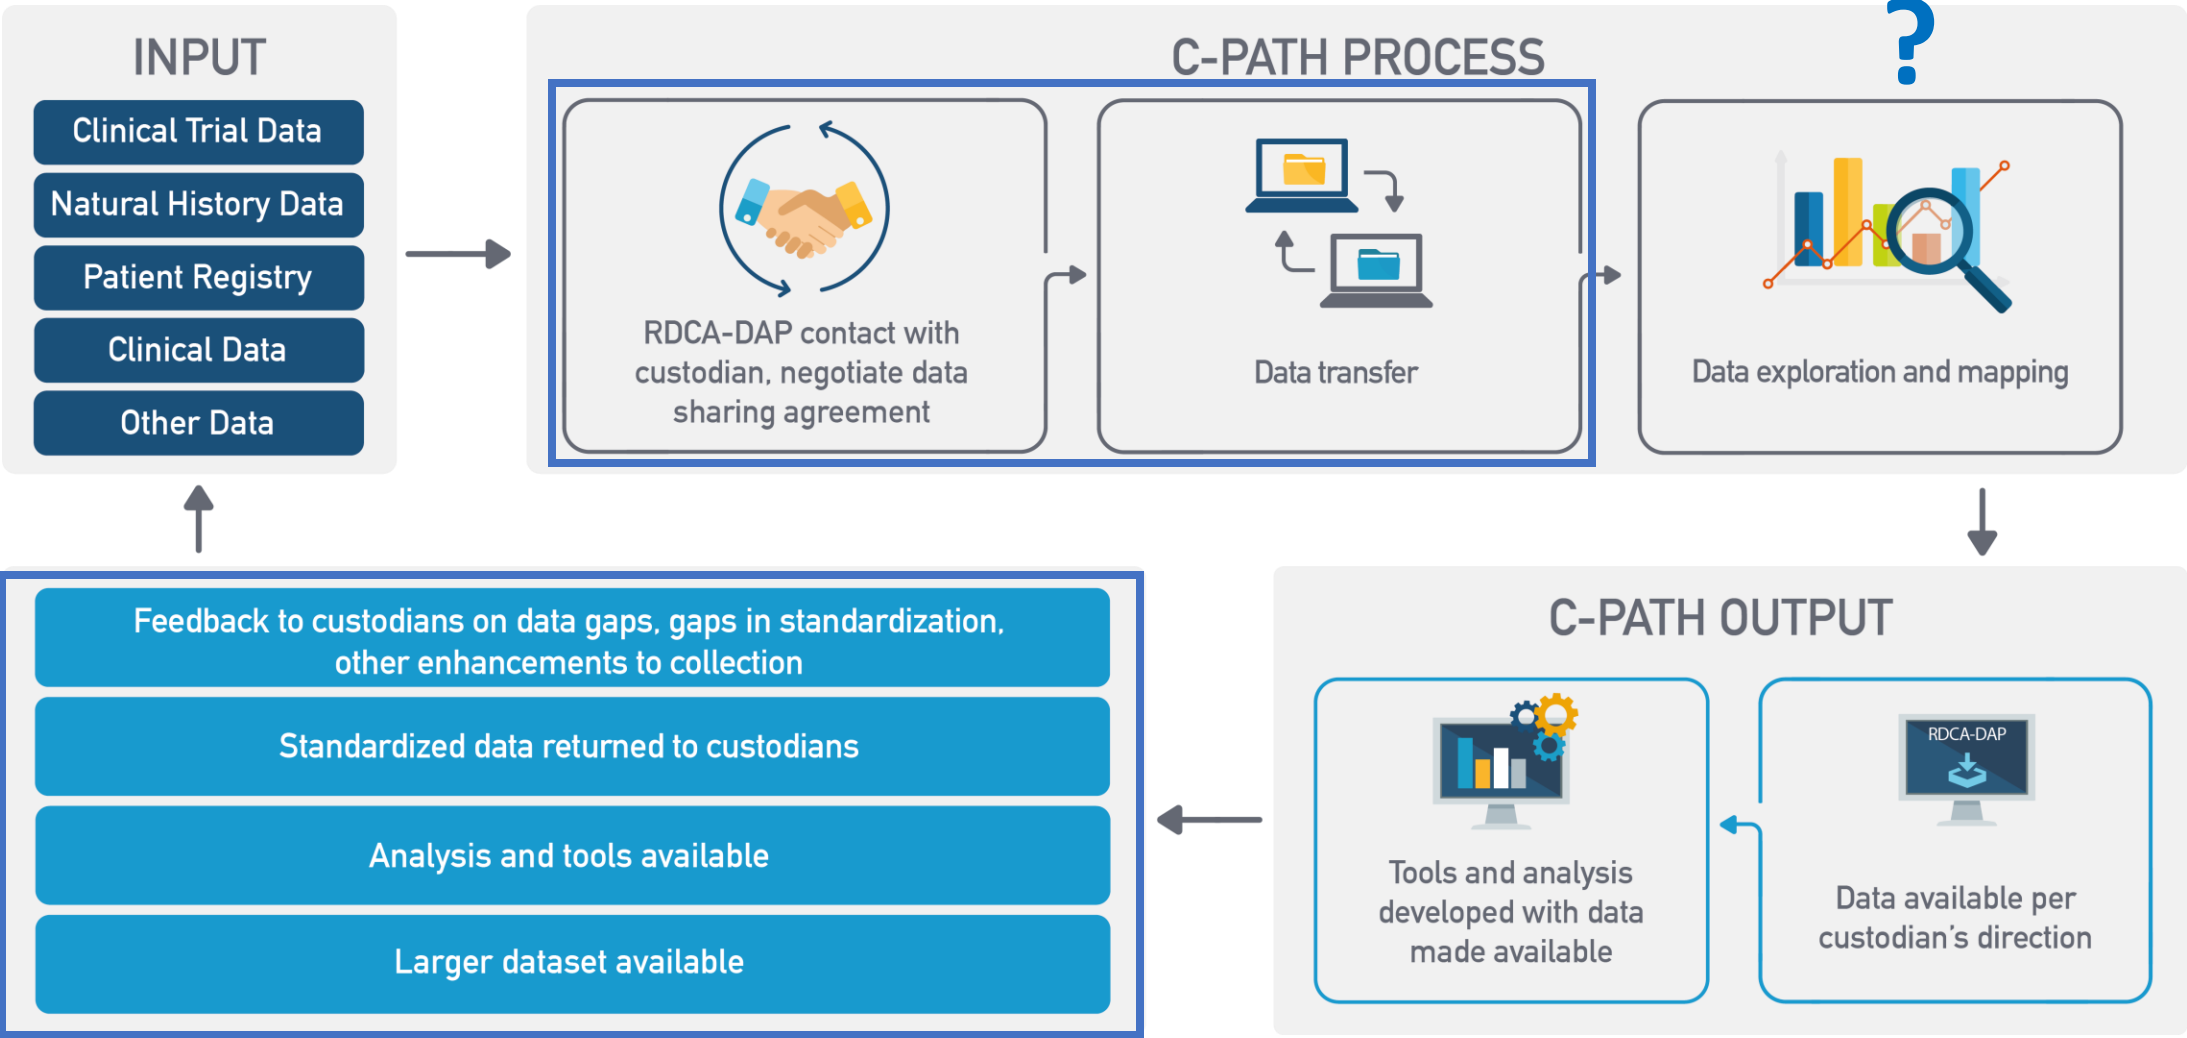 INPUT
Clinical Trial Data
Natural History Data
Patient Registry
Clinical Data
Other Data
C-PATH PROCESS
?
RDCA-DAP contact with
custodian, negotiate data
sharing agreement
Data transfer
Data exploration and mapping
C-PATH OUTPUT
RDCA-DAP
Data available per
custodian's direction
Tools and analysis
developed with data
made available
Feedback to custodians on data gaps, gaps in standardization,
other enhancements to collection
Standardized data returned to custodians
Analysis and tools available
Larger dataset available